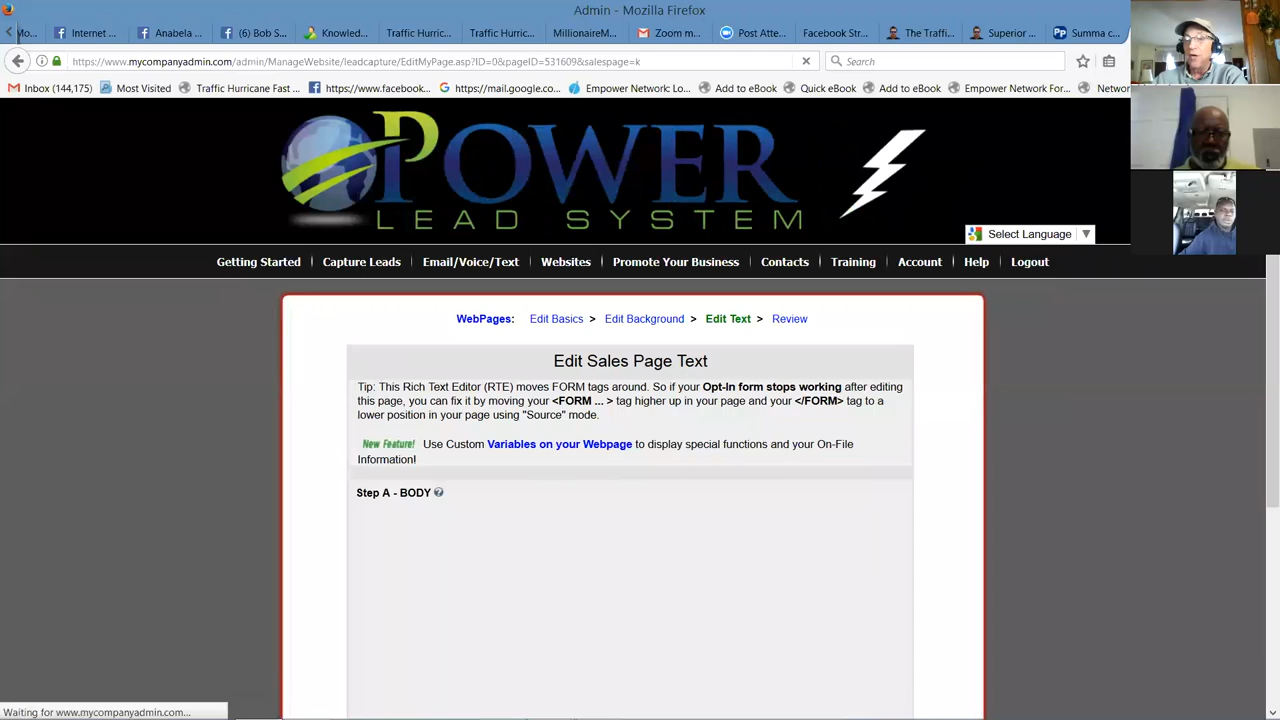 Admin - Mozilla Firefox
Mo... Internet ... Anabela ... (6) Bob S... Knowled... Traffic Hurric... Traffic Hurric... MillionaireM... Zoom m... Post Atte... Facebook Str... The Traffi... Superior ... Summa c...
https://www.mycompanyadmin.com/admin/ManageWebsite/leadcapture/EditMyPage.asp?ID=0&pageID=531609&salespage=k
Search
Inbox (144,175) Most Visited Traffic Hurricane Fast ... https://www.facebook... https://mail.google.co... Empower Network: Lo... Add to eBook Quick eBook Add to eBook Empower Network For... Network
POWER
LEAD SYSTEM
Select Language ▼
Getting Started Capture Leads Email/Voice/Text Websites Promote Your Business Contacts Training Account Help Logout
WebPages: Edit Basics > Edit Background > Edit Text > Review
Edit Sales Page Text
Tip: This Rich Text Editor (RTE) moves FORM tags around. So if your Opt-In form stops working after editing
this page, you can fix it by moving your <FORM ... > tag higher up in your page and your </FORM> tag to a
lower position in your page using "Source" mode.
New Feature! Use Custom Variables on your Webpage to display special functions and your On-File
Information!
Step A - BODY
Waiting for www.mycompanyadmin.com...